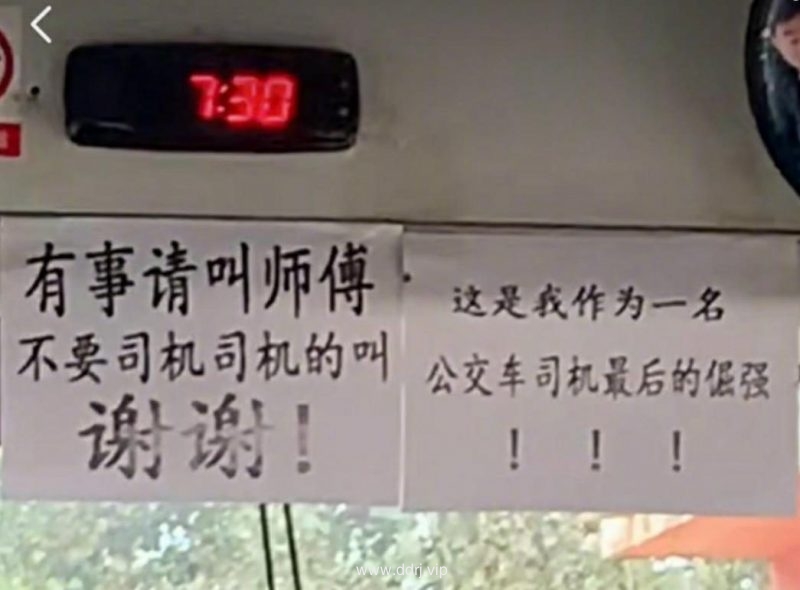 7:30
有事请叫师傅
不要司机司机的叫
谢谢！
这是我作为一名
公交车司机最后的倔强
！！！
www.ddrj.vip